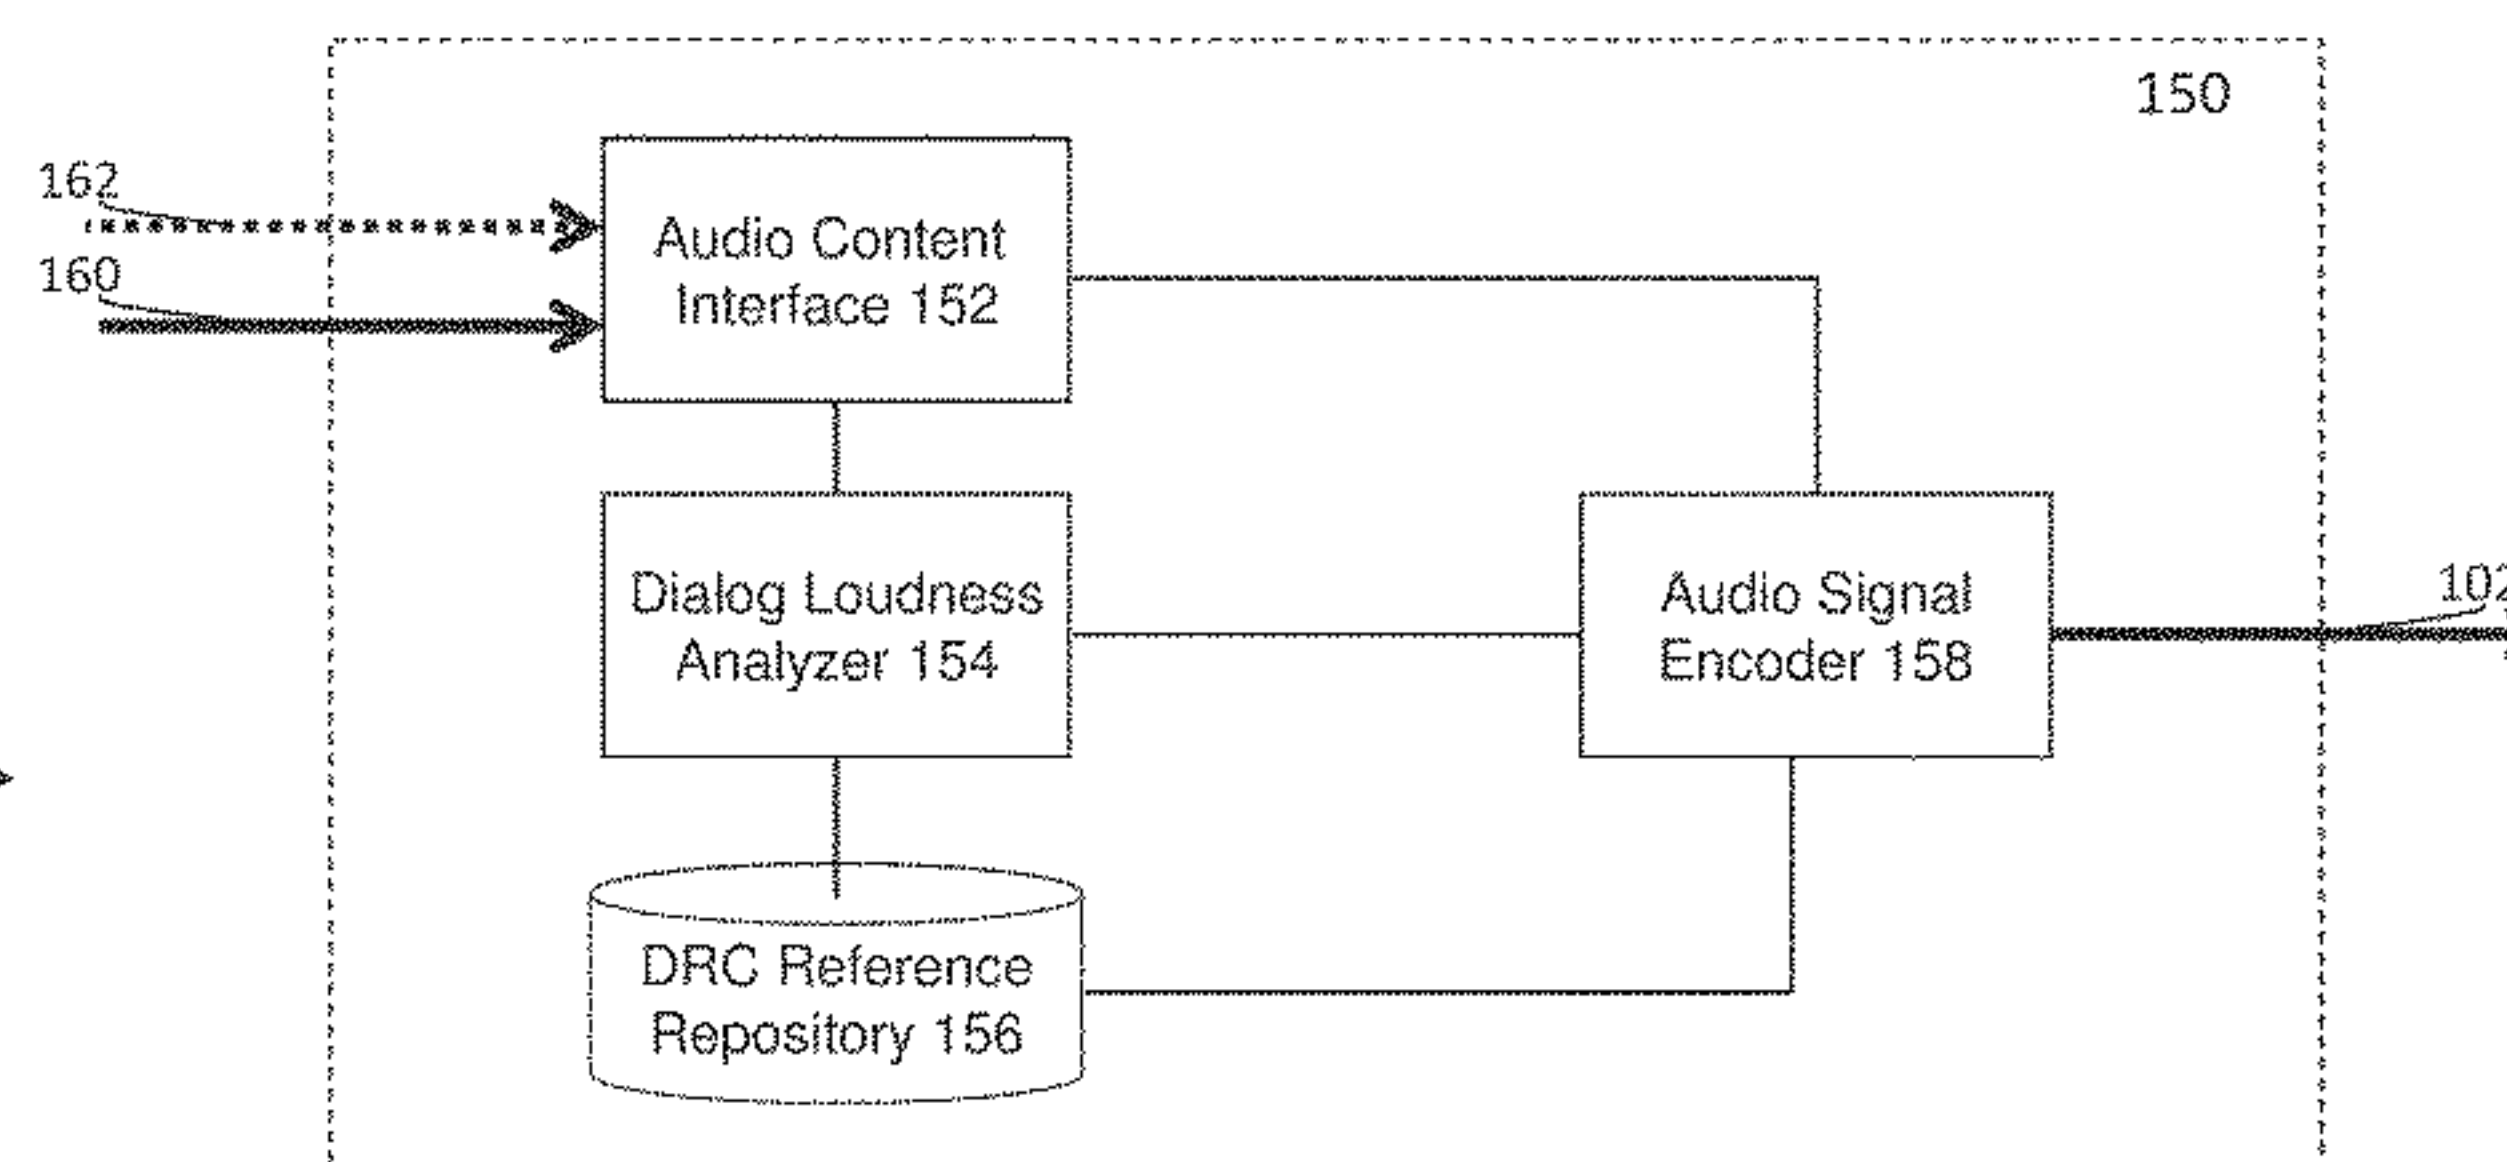 150
162
160
Audio Content
Interface 152
Dialog Loudness
Analyzer 154
Audio Signal
Encoder 158
102
DRC Reference
Repository 156